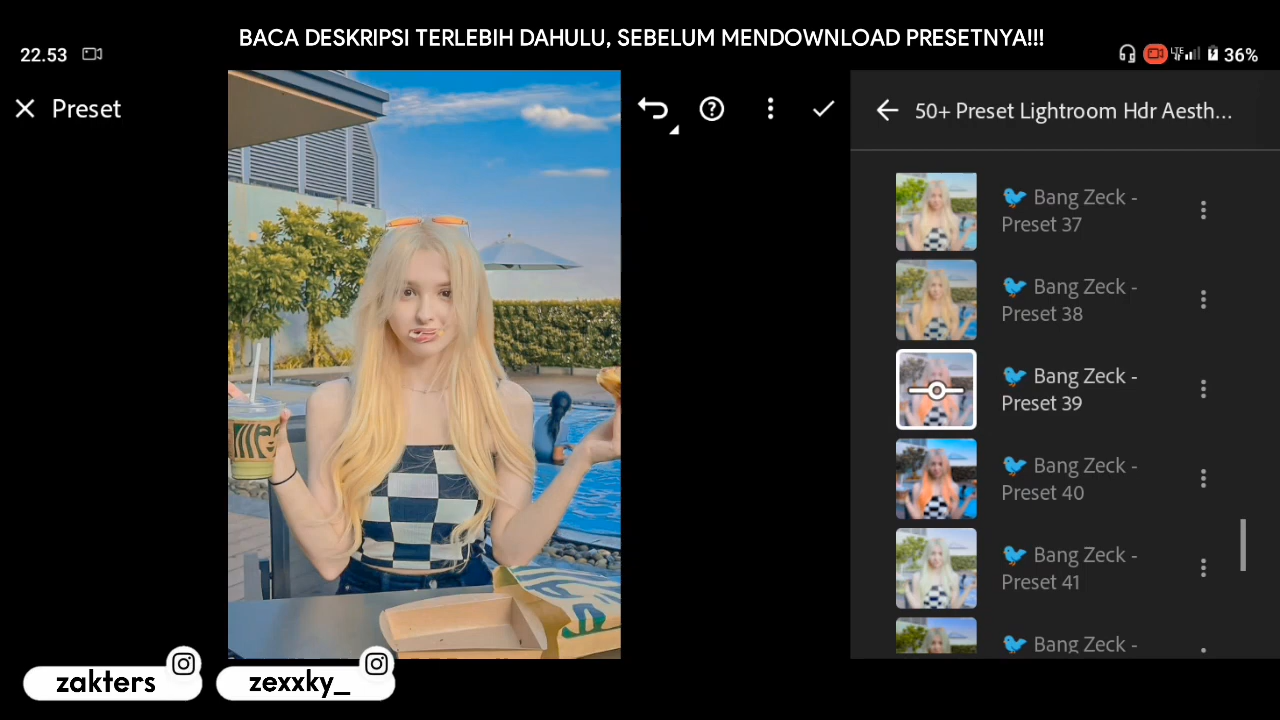 BACA DESKRIPSI TERLEBIH DAHULU, SEBELUM MENDOWNLOAD PRESETNYA!!!
22.53
LTE
36%
Preset
50+ Preset Lightroom Hdr Aesth...
Bang Zeck -
Preset 37
Bang Zeck -
Preset 38
Bang Zeck -
Preset 39
Bang Zeck -
Preset 40
Bang Zeck -
Preset 41
Bang Zeck -
zakters
zexxky_